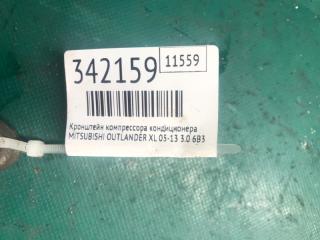 342159
11559
Кронштейн компрессора кондиционера
MITSUBISHI OUTLANDER XL 05-13 3.0 6B3